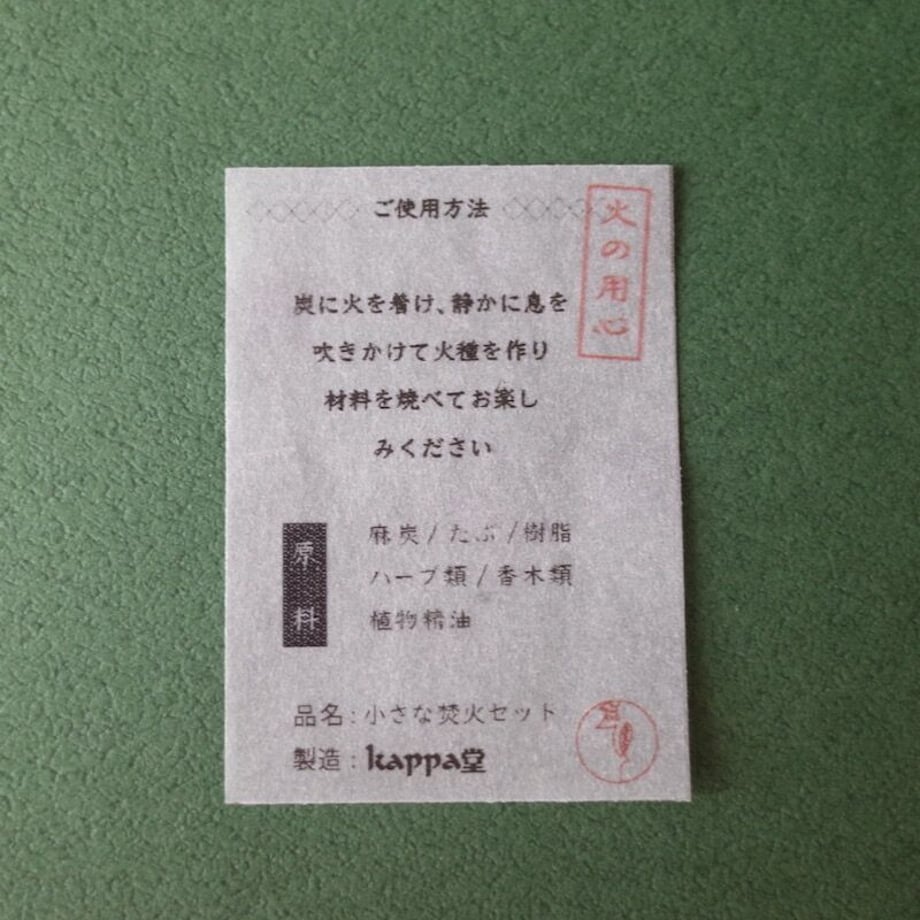 ご使用方法
火の用心
炭に火を着け、静かに息を
吹きかけて火種を作り
材料を焼べてお楽し
みください
原料
麻炭 / たぶ / 樹脂
ハーブ類 / 香木類
植物精油
品名：小さな焚火セット
製造：kappa堂